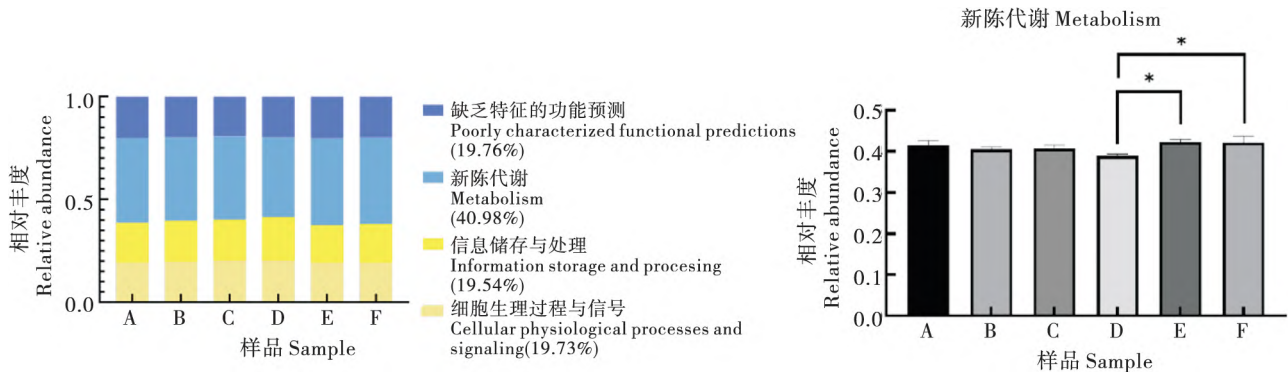 相对丰度
Relative abundance
1.0
0.5
0.0
A B C D E F
样品 Sample
缺乏特征的功能预测
Poorly characterized functional predictions
(19.76%)
新陈代谢
Metabolism
(40.98%)
信息储存与处理
Information storage and procesing
(19.54%)
细胞生理过程与信号
Cellular physiological processes and
signaling(19.73%)
新陈代谢 Metabolism
*
*
相对丰度
Relative abundance
0.5
0.4
0.3
0.2
0.1
0.0
A B C D E F
样品 Sample